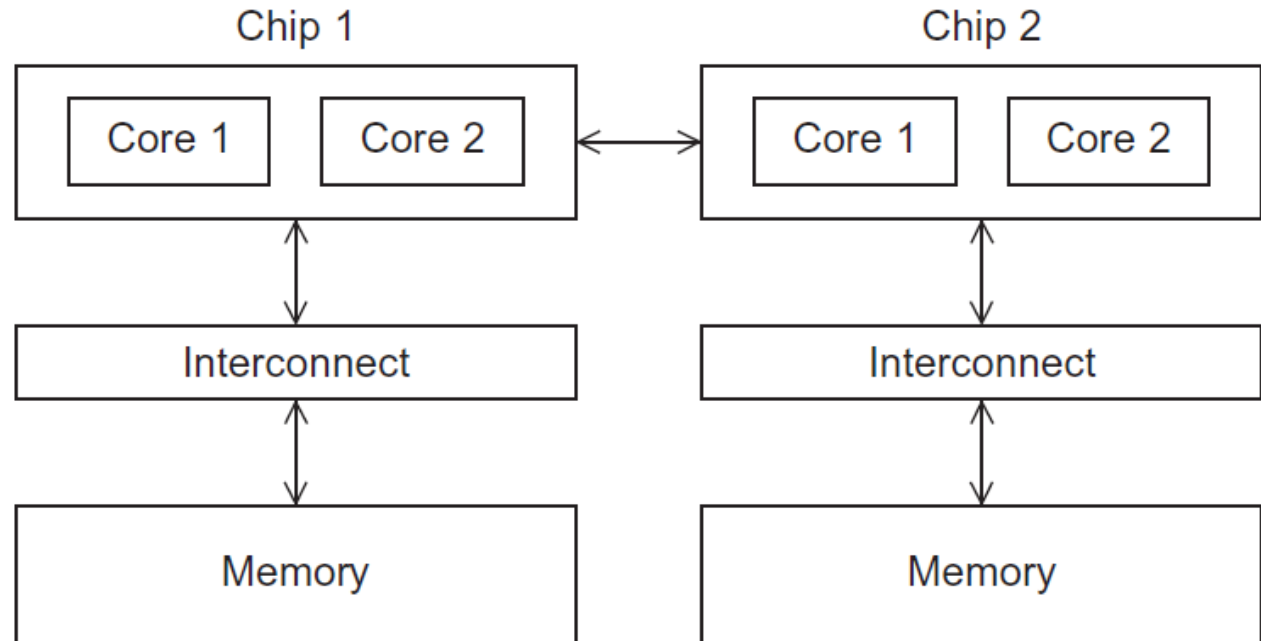 Chip 1
Chip 2
Core 1
Core 2
Core 1
Core 2
Interconnect
Interconnect
Memory
Memory